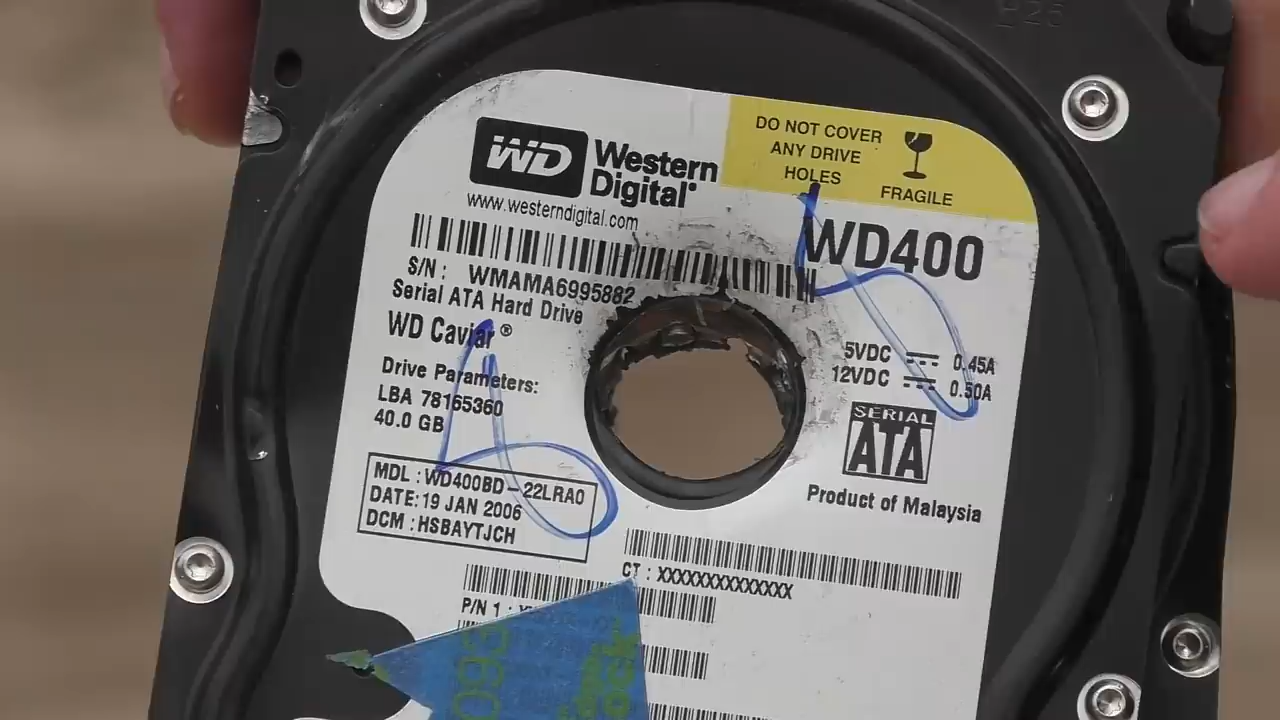 DO NOT COVER
ANY DRIVE
HOLES
FRAGILE
WD
Western
Digital®
www.westerndigital.com
WD400
S/N : WMAMA6995882
Serial ATA Hard Drive
WD Caviar®
Drive Parameters:
LBA 78165360
40.0 GB
5VDC 0.45A
12VDC 0.50A
SERIAL
ATA
Product of Malaysia
MDL : WD400BD - 22LRA0
DATE: 19 JAN 2006
DCM : HSBAYTJCH
CT : XXXXXXXXXXXXXX
P/N 1 :
093